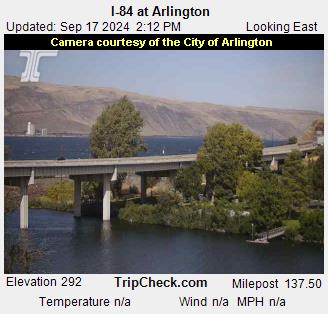 I-84 at Arlington
Updated: Sep 17 2024 2:12 PM Looking East
Camera courtesy of the City of Arlington
Elevation 292 TripCheck.com Milepost 137.50
Temperature n/a Wind n/a MPH n/a